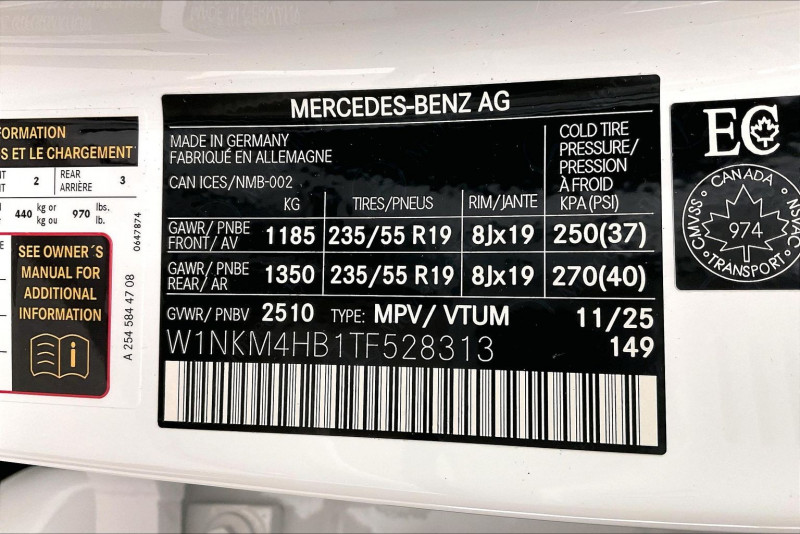 FORMATION
S ET LE CHARGEMENT
2 REAR ARRIÈRE 3
440 kg or kg ou 970 lbs. lb.
SEE OWNER´S
MANUAL FOR
ADDITIONAL
INFORMATION
i
0647874
A 254 584 47 08
MERCEDES-BENZ AG
MADE IN GERMANY
FABRIQUÉ EN ALLEMAGNE
CAN ICES/NMB-002
COLD TIRE
PRESSURE/
PRESSION
À FROID
KG TIRES/PNEUS RIM/JANTE KPA (PSI)
GAWR/ PNBE FRONT/ AV 1185 235/55 R19 8Jx19 250(37)
GAWR/ PNBE REAR/ AR 1350 235/55 R19 8Jx19 270(40)
GVWR/ PNBV 2510 TYPE: MPV/ VTUM 11/25
W1NKM4HB1TF528313 149
EC
CANADA
CMVSS 974 NSVAC
TRANSPORT